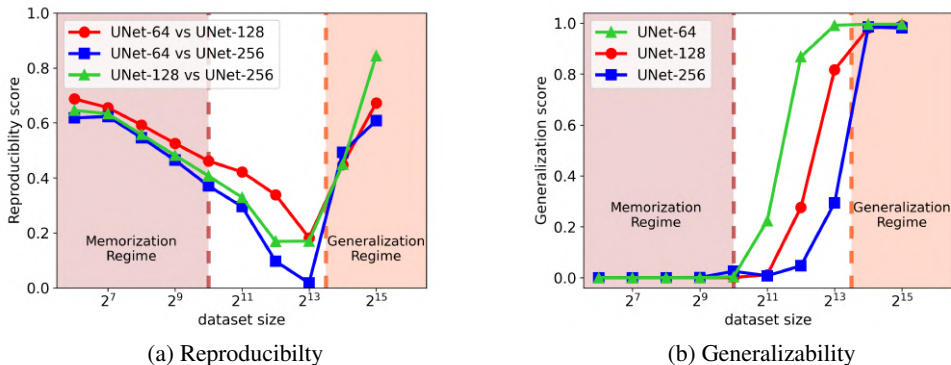 1.0
0.8
0.6
0.4
0.2
0.0
Reproduciblity score
UNet-64 vs UNet-128
UNet-64 vs UNet-256
UNet-128 vs UNet-256
Memorization
Regime
Generalization
Regime
2^7
2^9
2^11
2^13
2^15
dataset size
(a) Reproducibilty
1.0
0.8
0.6
0.4
0.2
0.0
Generalization score
UNet-64
UNet-128
UNet-256
Memorization
Regime
Generalization
Regime
2^7
2^9
2^11
2^13
2^15
dataset size
(b) Generalizability